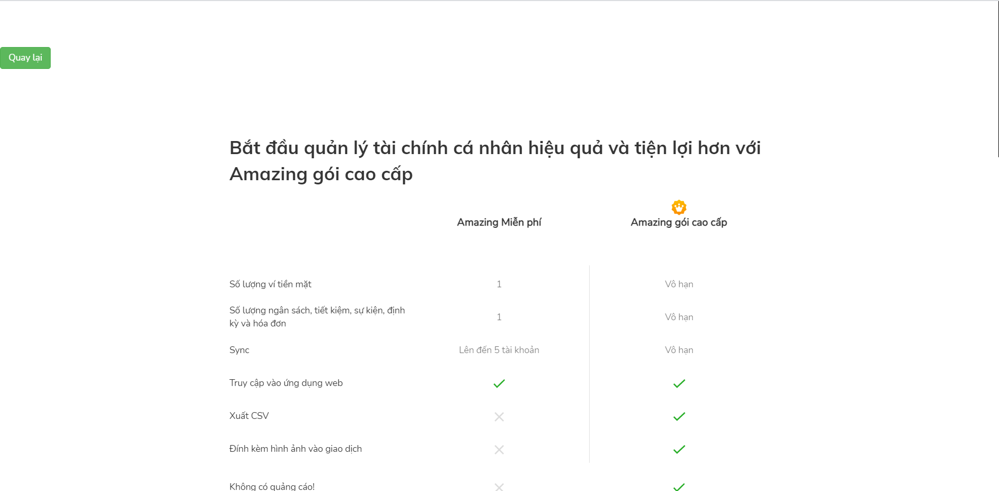 Quay lại
Bắt đầu quản lý tài chính cá nhân hiệu quả và tiện lợi hơn với
Amazing gói cao cấp
Amazing Miễn phí
Amazing gói cao cấp
Số lượng ví tiền mặt
1
Vô hạn
Số lượng ngân sách, tiết kiệm, sự kiện, định
kỳ và hóa đơn
1
Vô hạn
Sync
Lên đến 5 tài khoản
Vô hạn
Truy cập vào ứng dụng web
Xuất CSV
Đính kèm hình ảnh vào giao dịch
Không có quảng cáo!